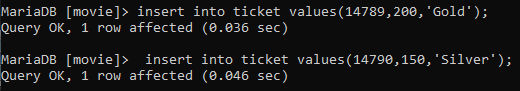 MariaDB [movie]> insert into ticket values(14789,200,'Gold');
Query OK, 1 row affected (0.036 sec)
MariaDB [movie]>  insert into ticket values(14790,150,'Silver');
Query OK, 1 row affected (0.046 sec)